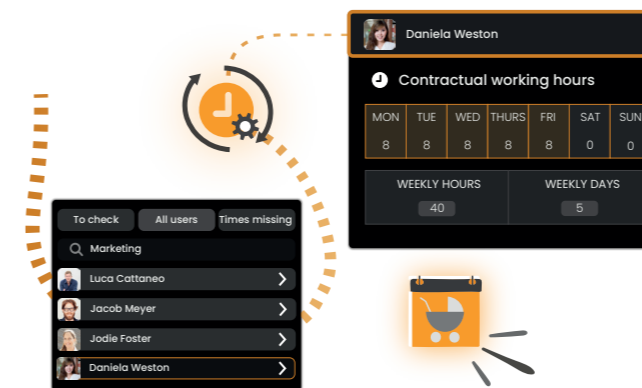 Daniela Weston
Contractual working hours
MON TUE WED THURS FRI SAT SUN
8 8 8 8 8 0 0
WEEKLY HOURS WEEKLY DAYS
40 5
To check All users Times missing
Marketing
Luca Cattaneo
Jacob Meyer
Jodie Foster
Daniela Weston